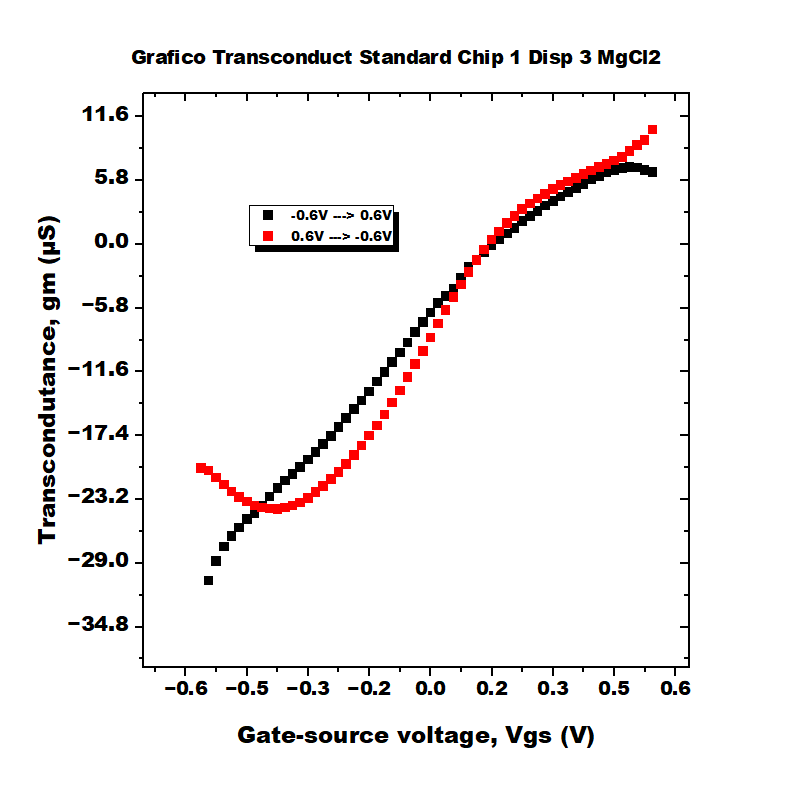 Grafico Transconduct Standard Chip 1 Disp 3 MgCl2
11.6
5.8
0.0
−5.8
−11.6
−17.4
−23.2
−29.0
−34.8
Transcondutance, gm (µS)
-0.6V ---> 0.6V
0.6V ---> -0.6V
−0.6 −0.5 −0.3 −0.2 0.0 0.2 0.3 0.5 0.6
Gate-source voltage, Vgs (V)